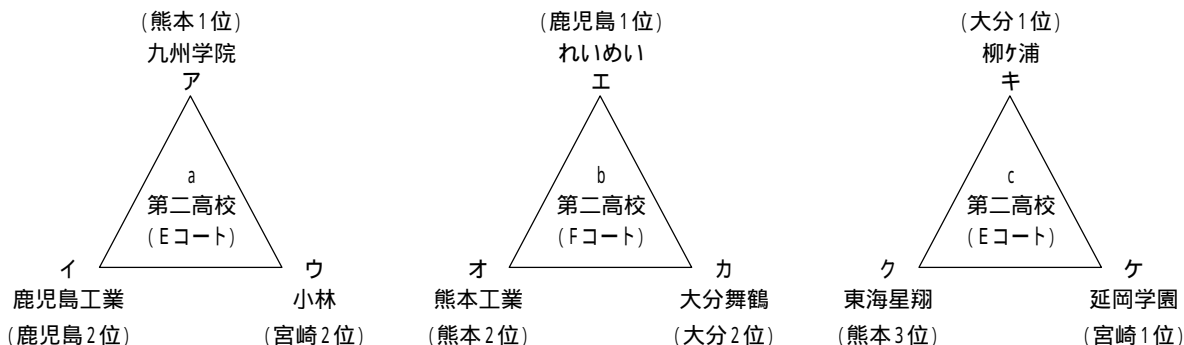 (熊本1位)
九州学院
ア
a
第二高校
(Eコート)
イ
鹿児島工業
(鹿児島2位)
ウ
小林
(宮崎2位)
(鹿児島1位)
れいめい
エ
b
第二高校
(Fコート)
オ
熊本工業
(熊本2位)
カ
大分舞鶴
(大分2位)
(大分1位)
柳ケ浦
キ
c
第二高校
(Eコート)
ク
東海星翔
(熊本3位)
ケ
延岡学園
(宮崎1位)